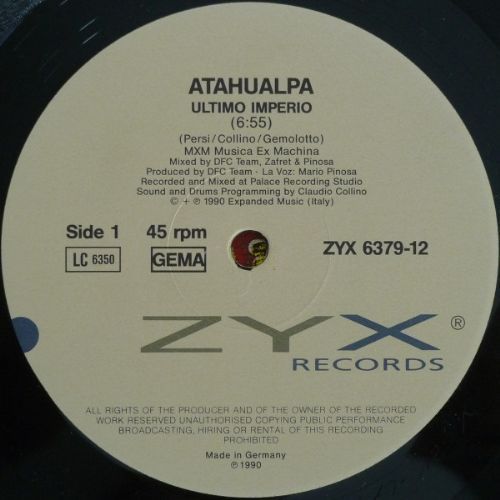 ATAHUALPA
ULTIMO IMPERIO
(6:55)
(Persi/Collino/Gemolotto)
MXM Musica Ex Machina
Mixed by DFC Team, Zafret & Pinosa
Produced by DFC Team - La Voz: Mario Pinosa
Recorded and Mixed at Palace Recording Studio
Sound and Drums Programming by Claudio Collino
© + ℗ 1990 Expanded Music (Italy)
Side 1 45 rpm ZYX 6379-12
LC 6350 GEMA
ZYX ®
RECORDS
ALL RIGHTS OF THE PRODUCER AND OF THE OWNER OF THE RECORDED
WORK RESERVED UNAUTHORISED COPYING PUBLIC PERFORMANCE
BROADCASTING, HIRING OR RENTAL OF THIS RECORDING
PROHIBITED
Made in Germany
℗ 1990